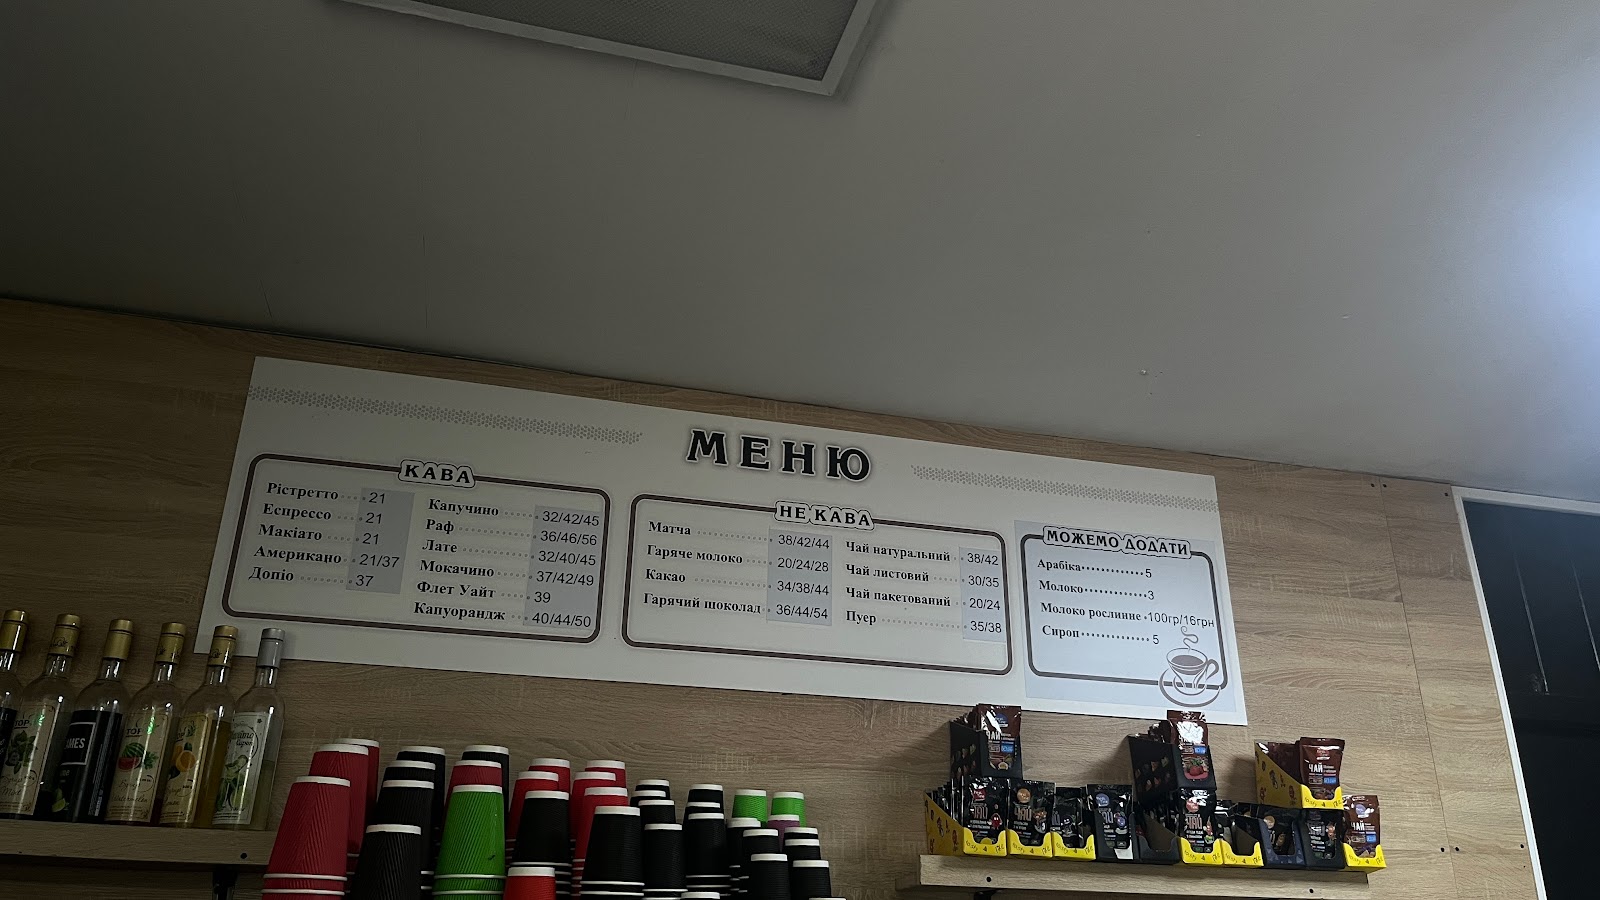 МЕНЮ
КАВА
Рістретто 21
Еспрессо 21
Макіато 21
Американо 21/37
Допіо 37
Капучино 32/42/45
Раф 36/46/56
Лате 32/40/45
Мокачино 37/42/49
Флет Уайт 39
Капуорандж 40/44/50
НЕ КАВА
Матча 38/42/44
Гаряче молоко 20/24/28
Какао 34/38/44
Гарячий шоколад 36/44/54
Чай натуральний 38/42
Чай листовий 30/35
Чай пакетований 20/24
Пуер 35/38
МОЖЕМО ДОДАТИ
Арабіка 5
Молоко 3
Молоко рослинне 100гр/16грн
Сироп 5
TOP
ЧАЙ
ЧАЙ
ЧАЙ